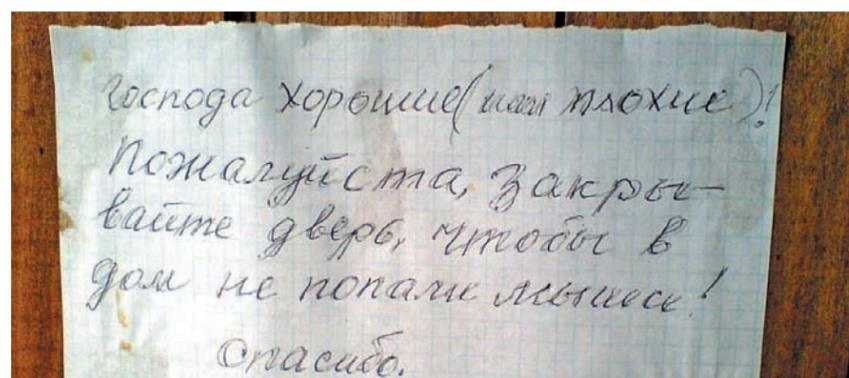 Господа хорошие (или плохие)!
Пожалуйста, закры-
вайте дверь, чтобы в
дом не попали мыши!
Спасибо.